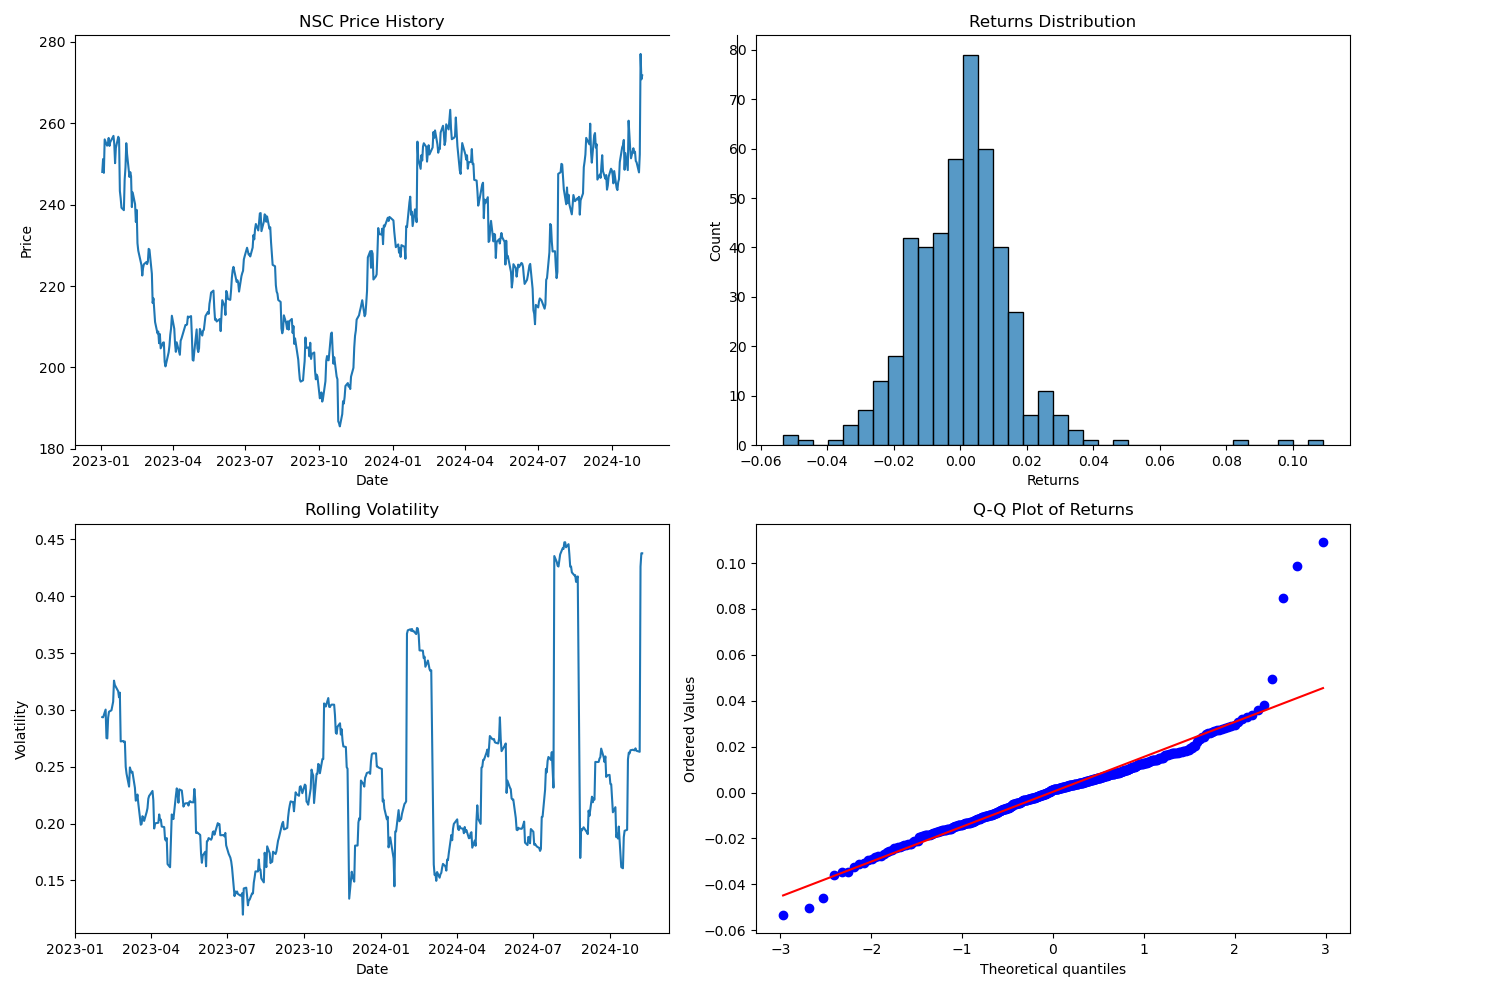 NSC Price History
Price
280
260
240
220
200
180
2023-01 2023-04 2023-07 2023-10 2024-01 2024-04 2024-07 2024-10
Date
Returns Distribution
Count
80
70
60
50
40
30
20
10
0
−0.06 −0.04 −0.02 0.00 0.02 0.04 0.06 0.08 0.10
Returns
Rolling Volatility
Volatility
0.45
0.40
0.35
0.30
0.25
0.20
0.15
2023-01 2023-04 2023-07 2023-10 2024-01 2024-04 2024-07 2024-10
Date
Q-Q Plot of Returns
Ordered Values
0.10
0.08
0.06
0.04
0.02
0.00
−0.02
−0.04
−0.06
−3 −2 −1 0 1 2 3
Theoretical quantiles